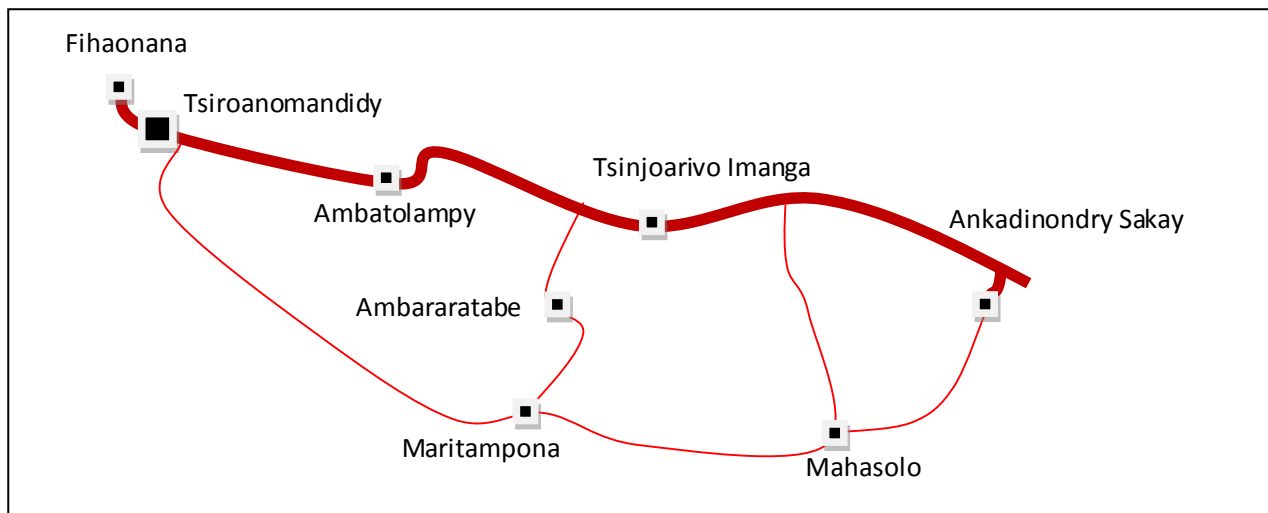 Fihaonana
Tsiroanomandidy
Tsinjoarivo Imanga
Ambatolampy
Ankadinondry Sakay
Ambararatabe
Maritampona
Mahasolo